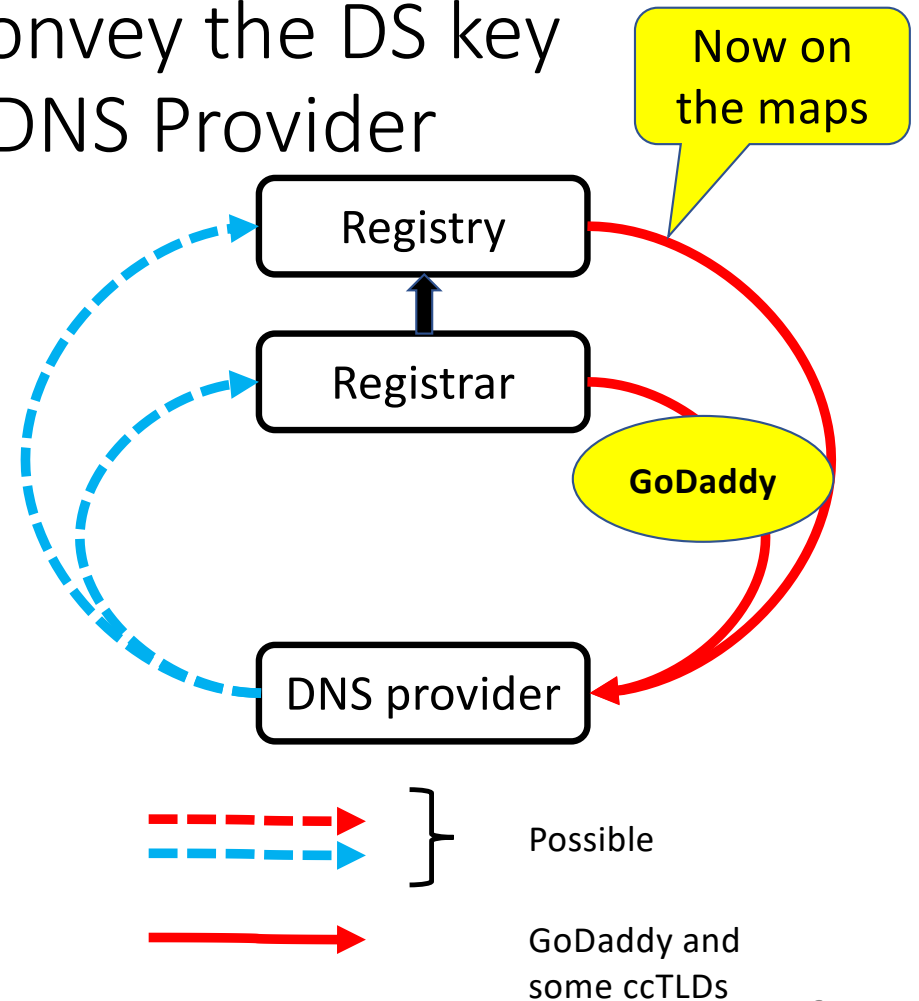 onvey the DS key
DNS Provider
Now on
the maps
Registry
Registrar
GoDaddy
DNS provider
Possible
GoDaddy and
some ccTLDs